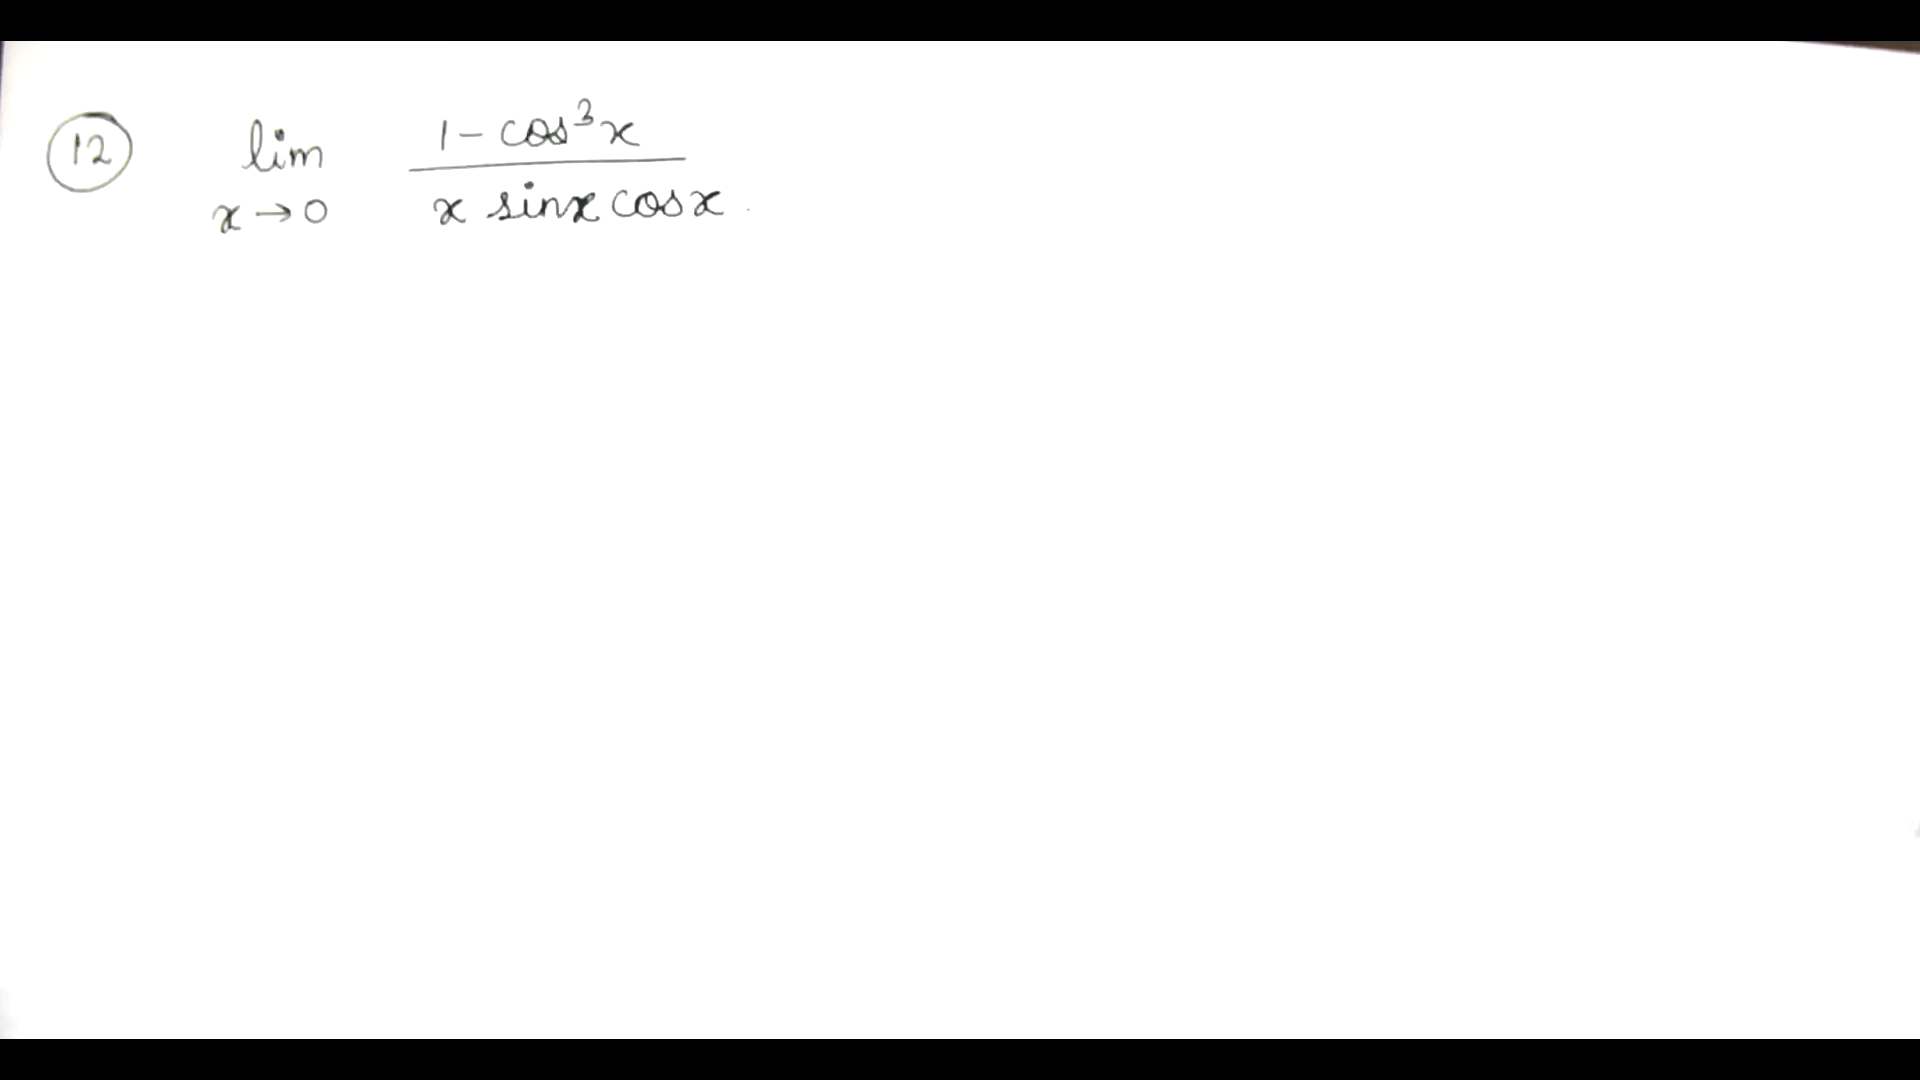 12 lim 1 - cos³x
x→0 x sinx cosx